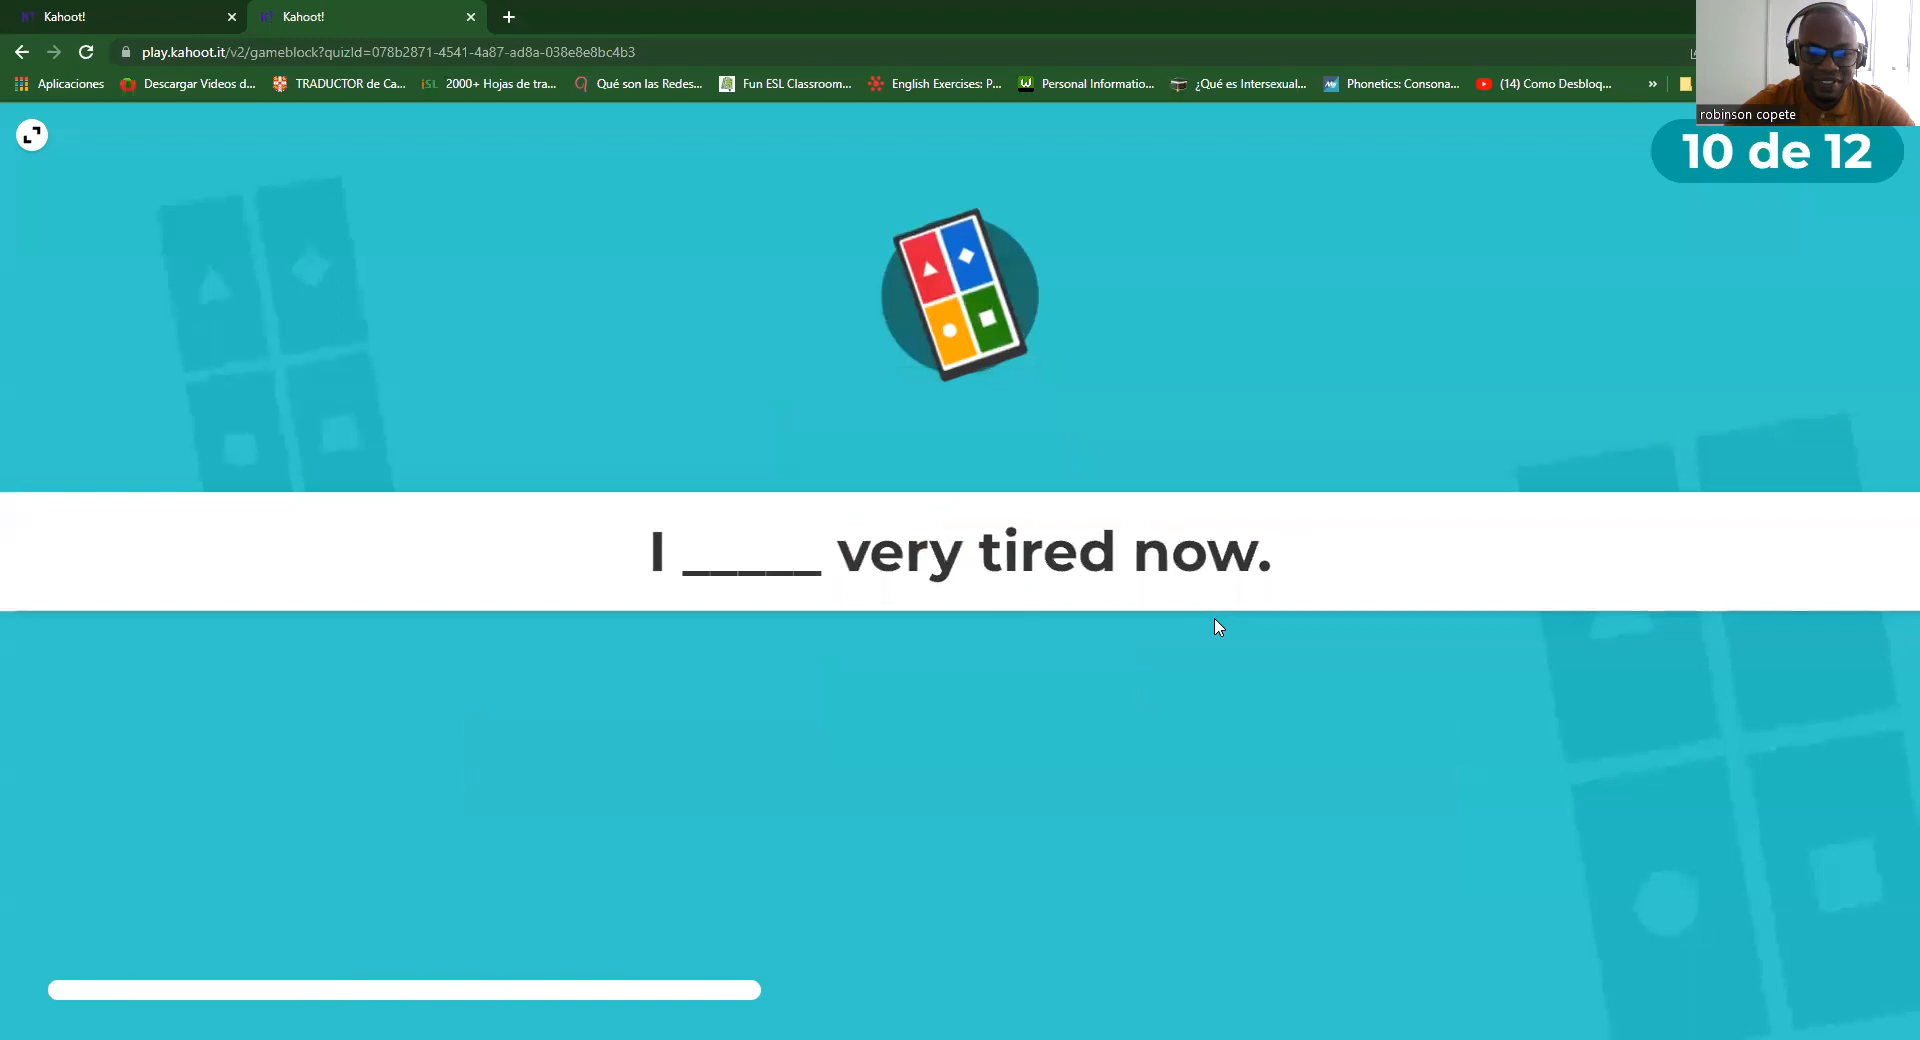 Kahoot!
Kahoot!
play.kahoot.it/v2/gameblock?quizId=078b2871-4541-4a87-ad8a-038e8e8bc4b3
Aplicaciones
Descargar Videos d...
TRADUCTOR de Ca...
iSL 2000+ Hojas de tra...
Qué son las Redes...
Fun ESL Classroom...
English Exercises: P...
Personal Informatio...
¿Qué es Intersexual...
Phonetics: Consona...
(14) Como Desbloq...
robinson copete
10 de 12
I _____ very tired now.